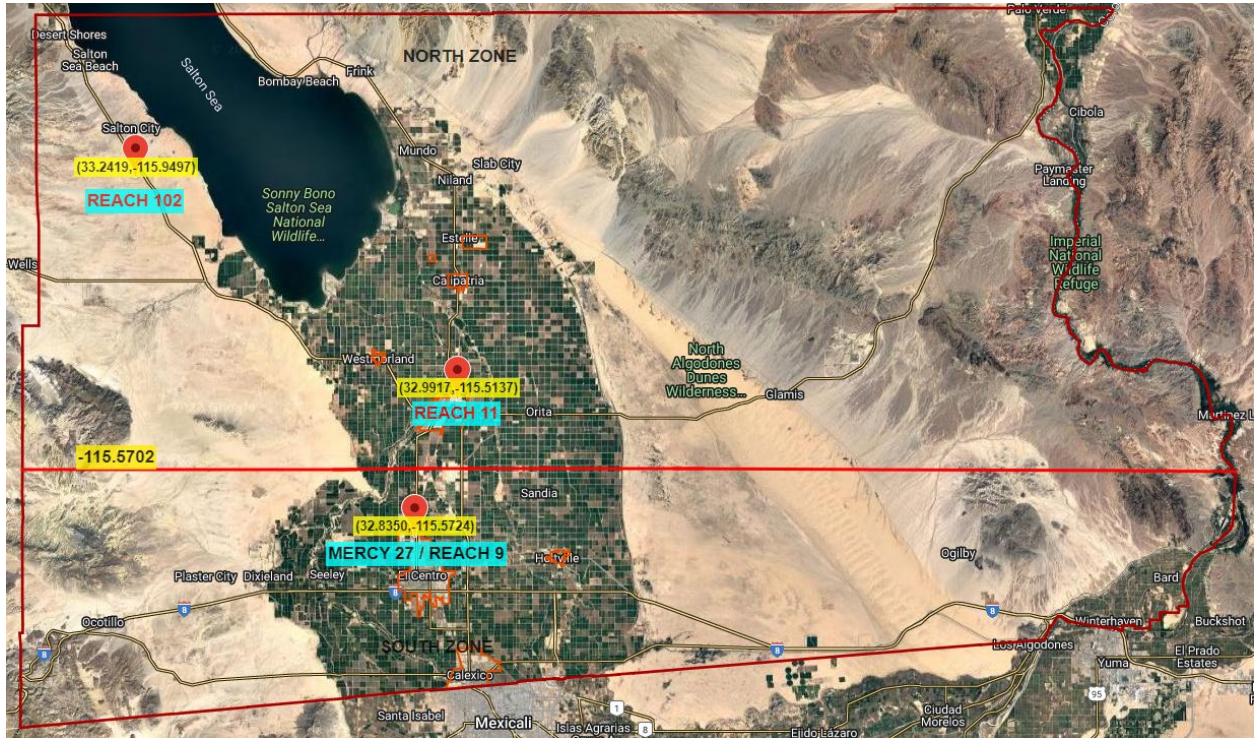 Palo Verde
Desert Shores
NORTH ZONE
Salton
Sea Beach
Frink
Bombay Beach
Salton Sea
Cibola
Salton City
Mundo
(33.2419,-115.9497)
Slab City
Paymaster
Landing
Niland
REACH 102
Sonny Bono
Salton Sea
National
Wildlife...
Estelle
Imperial
National
Wildlife
Refuge
Wells
Calipatria
Westmorland
North
Algodones
Dunes
Wilderness...
(32.9917,-115.5137)
Glamis
REACH 11
Orita
Martinez L
-115.5702
Sandia
(32.8350,-115.5724)
MERCY 27 / REACH 9
Holtville
Ogilby
Plaster City
Dixieland
Seeley
El Centro
Bard
8
8
8
Ocotillo
Winterhaven
Buckshot
8
SOUTH ZONE
8
Los Algodones
El Prado
Estates
Calexico
Yuma
95
Santa Isabel
Mexicali
1
Islas Agrarias
8
Ciudad
Morelos
Ejido Lázaro